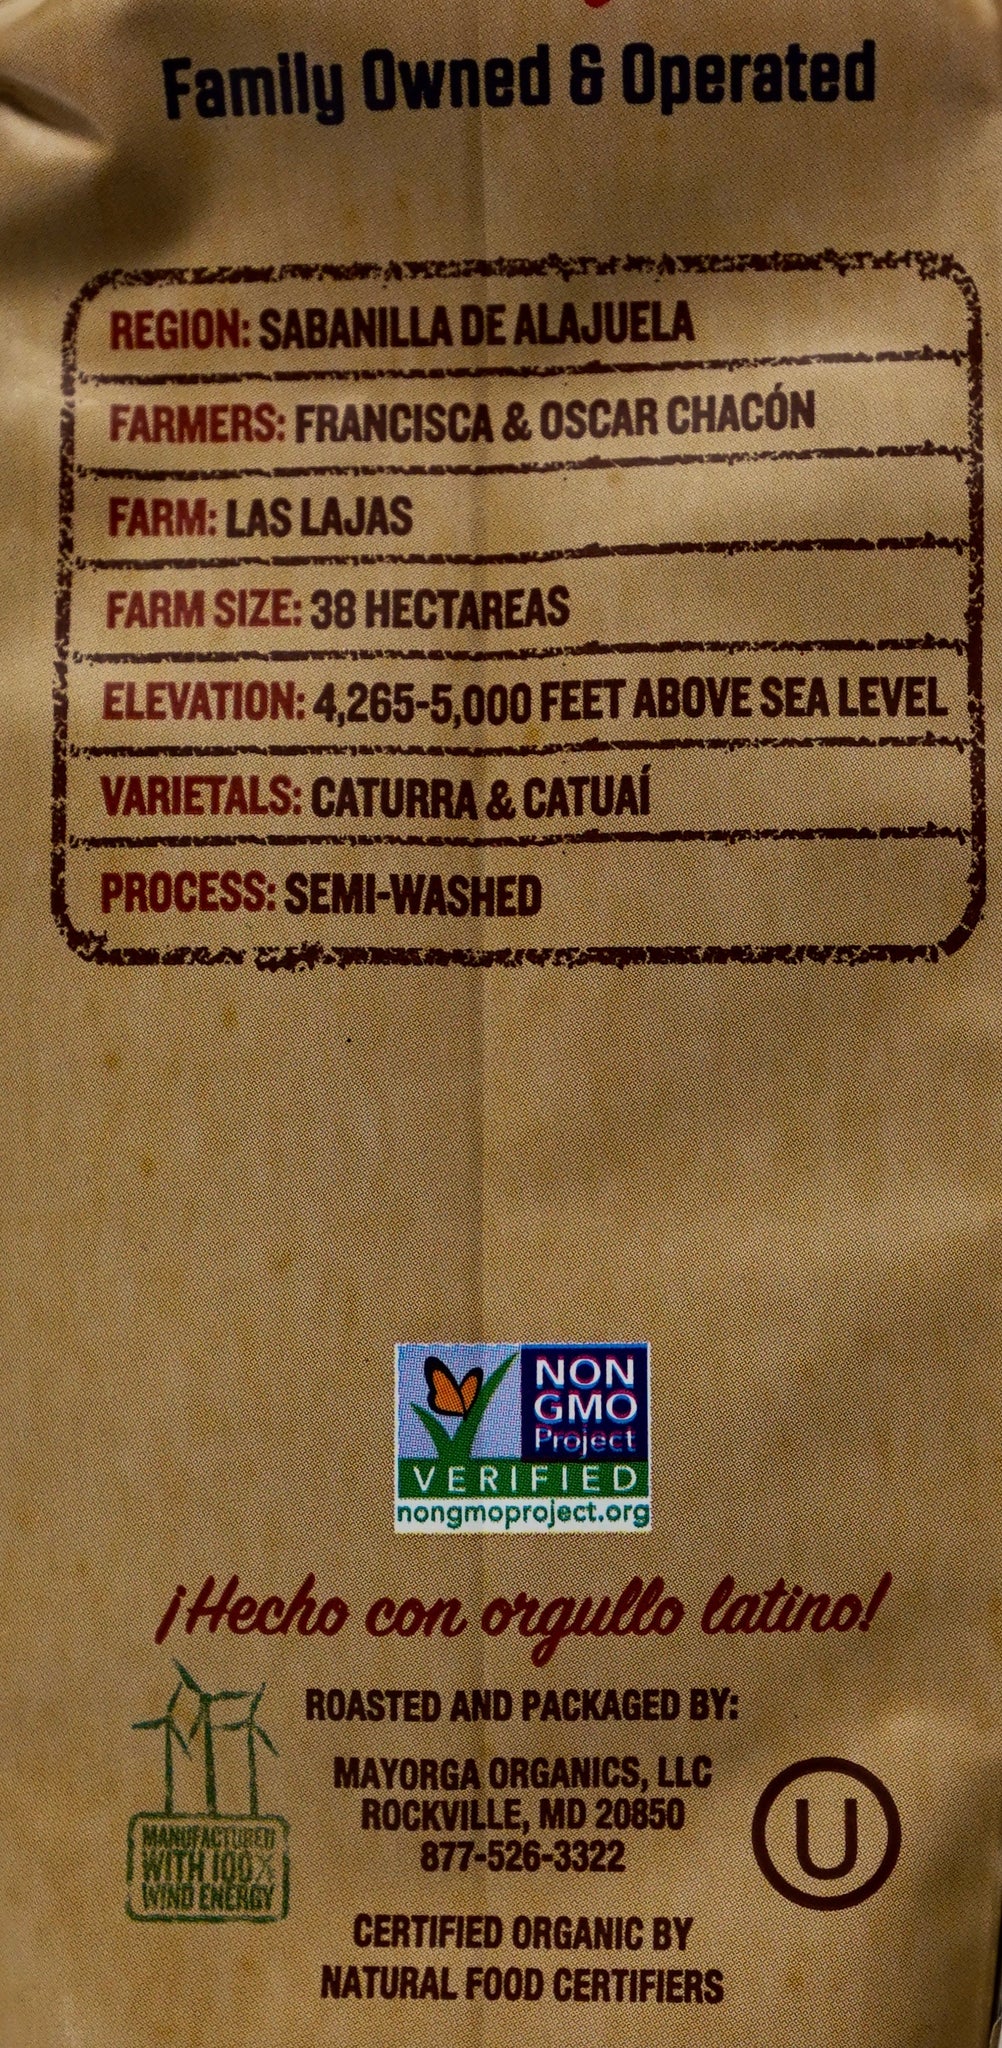 Family Owned & Operated
REGION: SABANILLA DE ALAJUELA
FARMERS: FRANCISCA & OSCAR CHACÓN
FARM: LAS LAJAS
FARM SIZE: 38 HECTAREAS
ELEVATION: 4,265-5,000 FEET ABOVE SEA LEVEL
VARIETALS: CATURRA & CATUAÍ
PROCESS: SEMI-WASHED
NON
GMO
Project
VERIFIED
nongmoproject.org
¡Hecho con orgullo latino!
MANUFACTURED
WITH 100%
WIND ENERGY
ROASTED AND PACKAGED BY:
MAYORGA ORGANICS, LLC
ROCKVILLE, MD 20850
877-526-3322
U
CERTIFIED ORGANIC BY
NATURAL FOOD CERTIFIERS